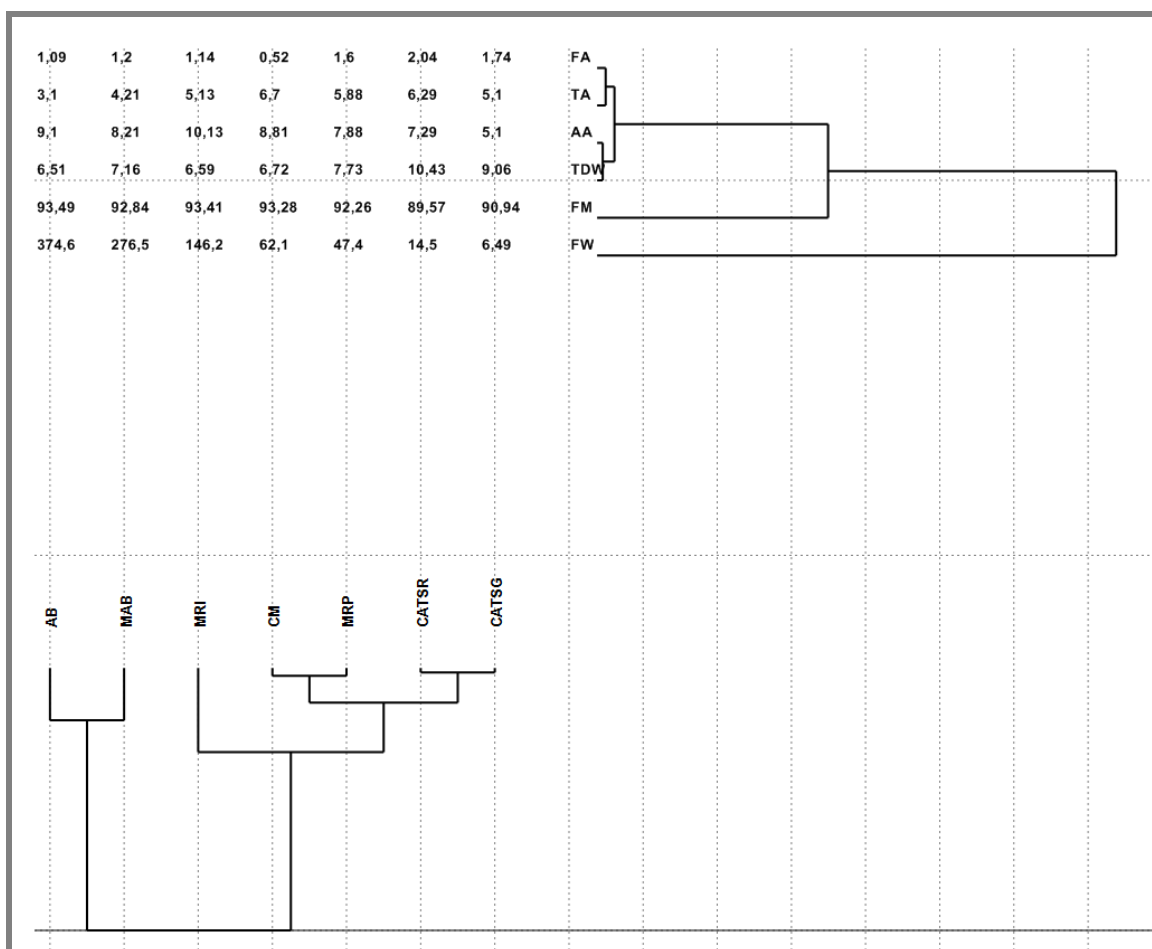 1,09 1,2 1,14 0,52 1,6 2,04 1,74 FA
3,1 4,21 5,13 6,7 5,88 6,29 5,1 TA
9,1 8,21 10,13 8,81 7,88 7,29 5,1 AA
6,51 7,16 6,59 6,72 7,73 10,43 9,06 TDW
93,49 92,84 93,41 93,28 92,26 89,57 90,94 FM
374,6 276,5 146,2 62,1 47,4 14,5 6,49 FW
AB MAB MRI CM MRP CATSR CATSG